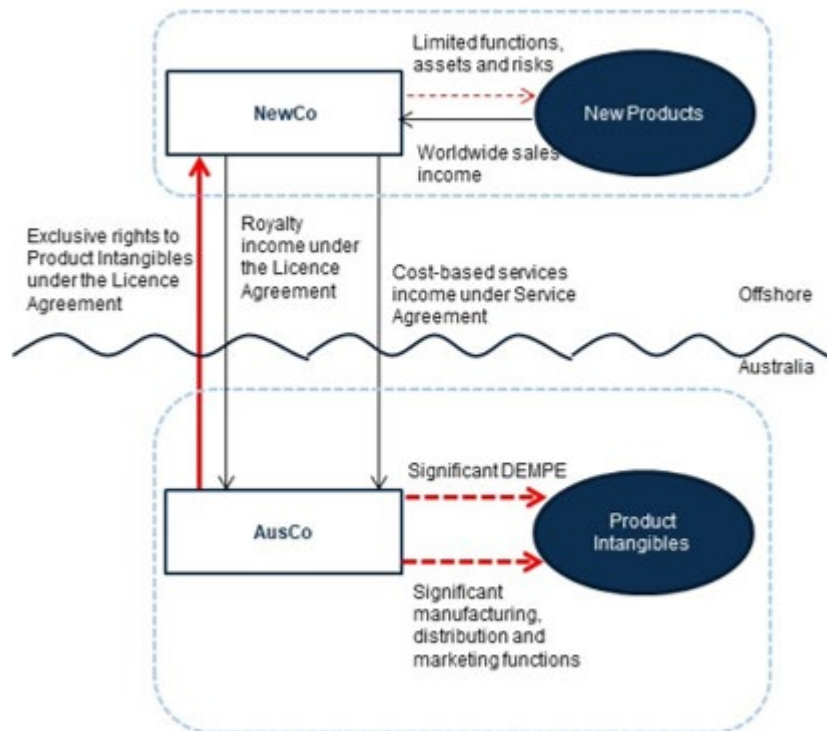 Limited functions,
assets and risks
NewCo
New Products
Worldwide sales
income
Exclusive rights to
Product Intangibles
under the Licence
Agreement
Royalty
income under
the Licence
Agreement
Cost-based services
income under Service
Agreement
Offshore
Australia
Significant DEMPE
AusCo
Product
Intangibles
Significant
manufacturing,
distribution and
marketing functions